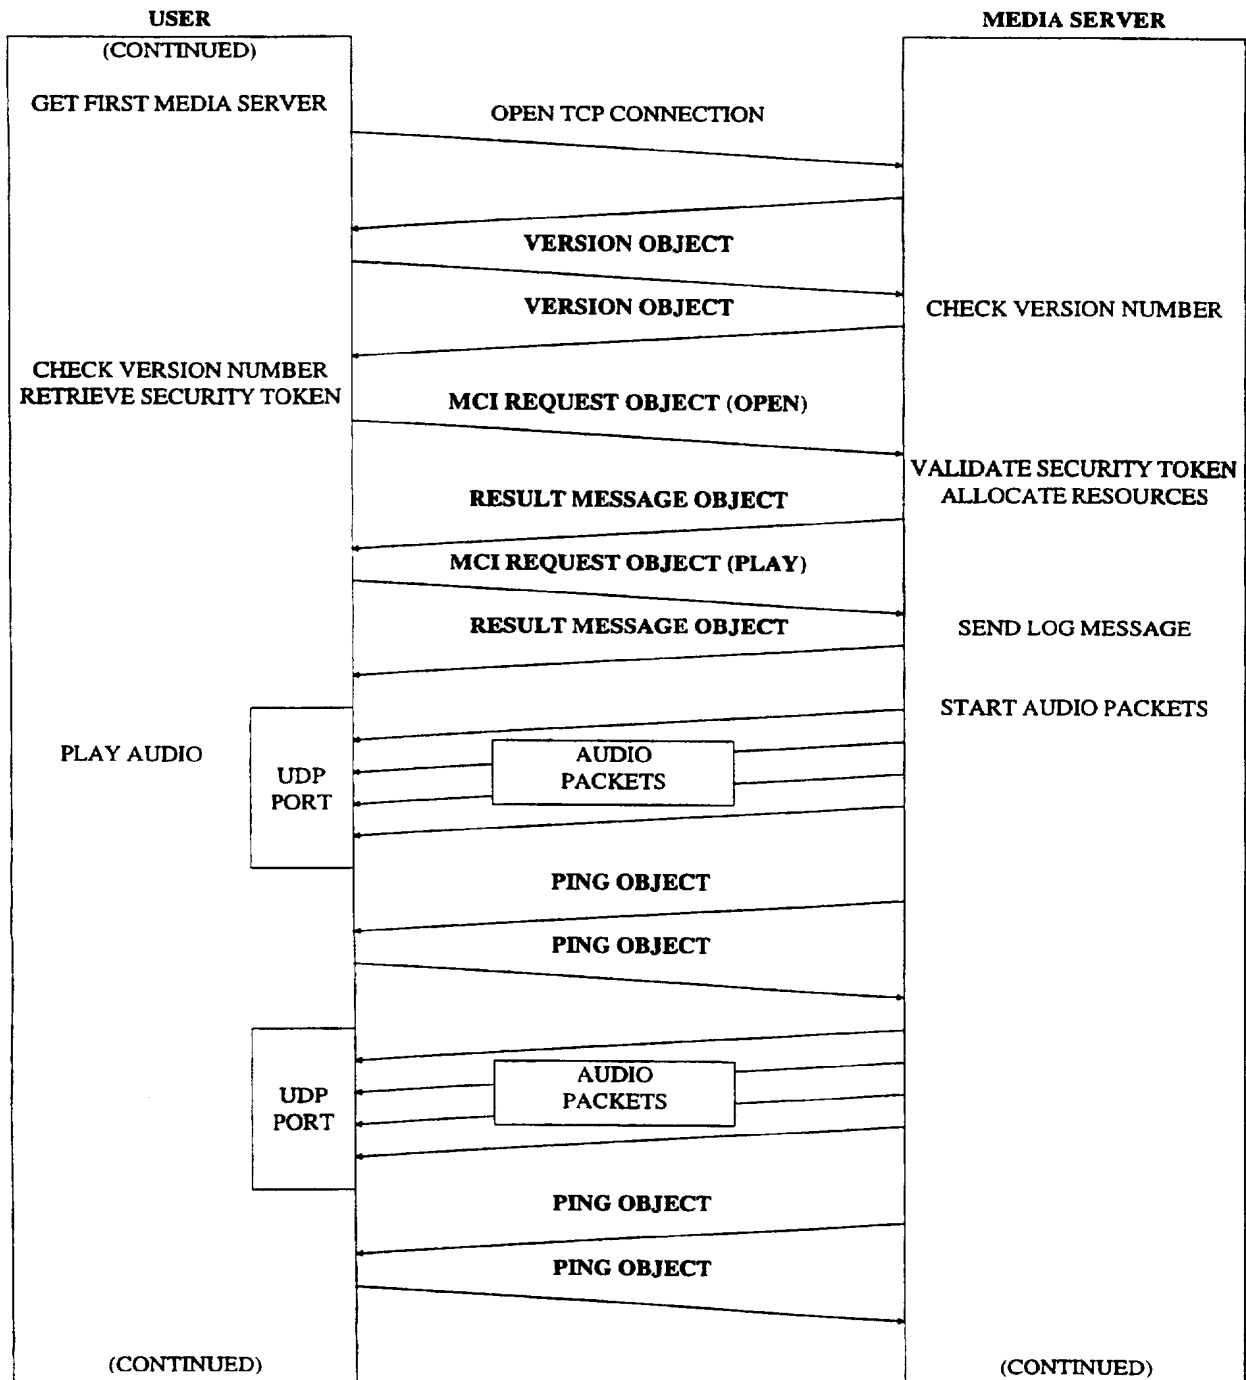 USER
MEDIA SERVER
(CONTINUED)
GET FIRST MEDIA SERVER
OPEN TCP CONNECTION
VERSION OBJECT
VERSION OBJECT
CHECK VERSION NUMBER
CHECK VERSION NUMBER
RETRIEVE SECURITY TOKEN
MCI REQUEST OBJECT (OPEN)
VALIDATE SECURITY TOKEN
ALLOCATE RESOURCES
RESULT MESSAGE OBJECT
MCI REQUEST OBJECT (PLAY)
RESULT MESSAGE OBJECT
SEND LOG MESSAGE
START AUDIO PACKETS
PLAY AUDIO
UDP
PORT
AUDIO
PACKETS
PING OBJECT
PING OBJECT
UDP
PORT
AUDIO
PACKETS
PING OBJECT
PING OBJECT
(CONTINUED)
(CONTINUED)